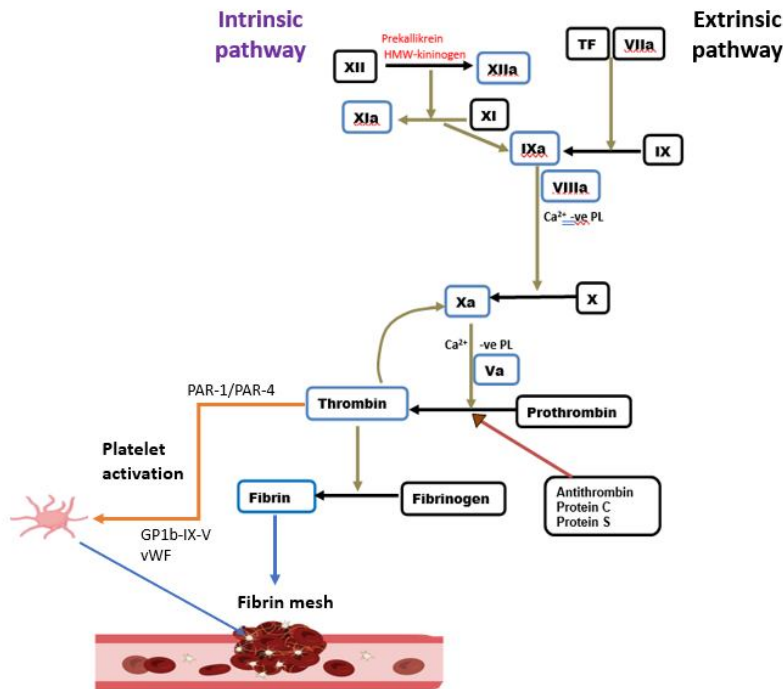 Intrinsic
pathway
Extrinsic
pathway
Prekallikrein
HMW-kininogen
XII
XIIa
TF
VIIa
XIa
XI
IXa
IX
VIIIa
Ca²⁺ -ve PL
Xa
X
Ca²⁺ -ve PL
Va
PAR-1/PAR-4
Thrombin
Prothrombin
Platelet
activation
Fibrin
Fibrinogen
Antithrombin
Protein C
Protein S
GP1b-IX-V
vWF
Fibrin mesh